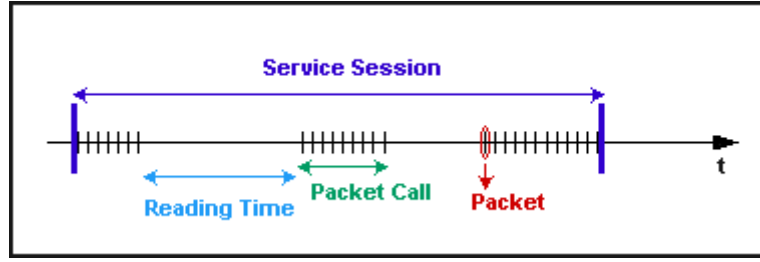 Service Session
t
Packet Call
Reading Time
Packet